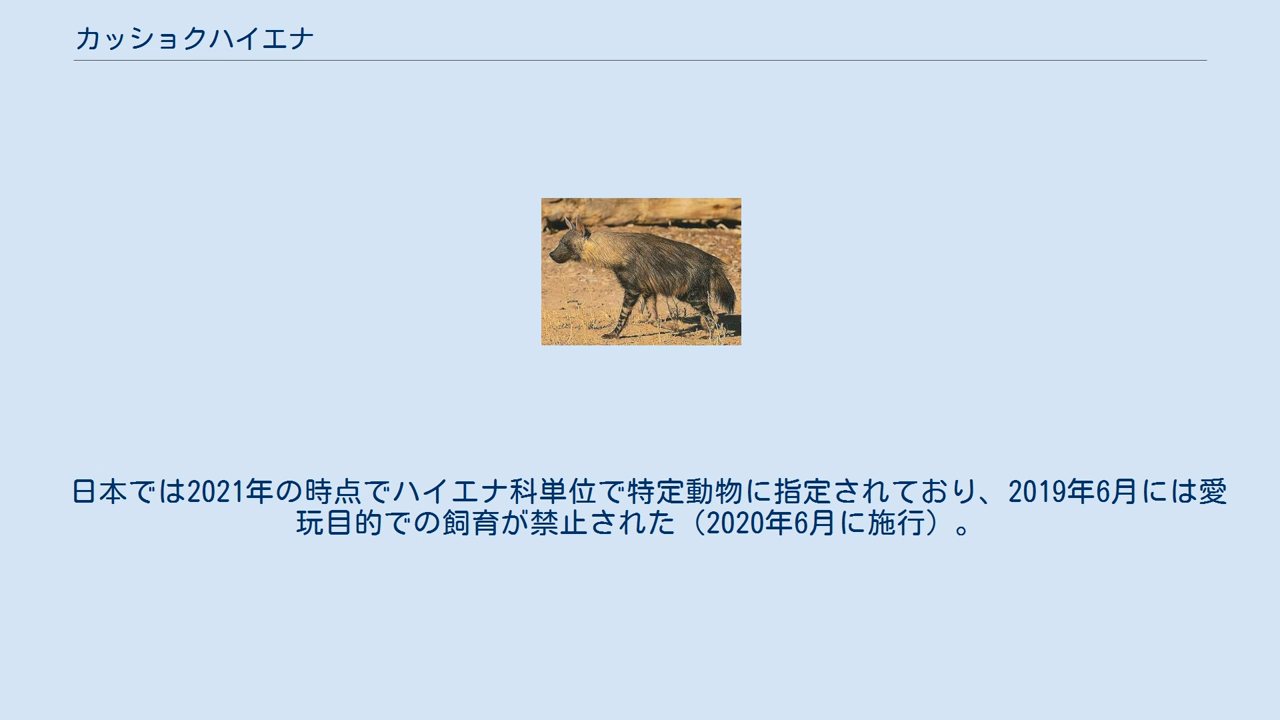 カッショクハイエナ
日本では2021年の時点でハイエナ科単位で特定動物に指定されており、2019年6月には愛
玩目的での飼育が禁止された（2020年6月に施行）。